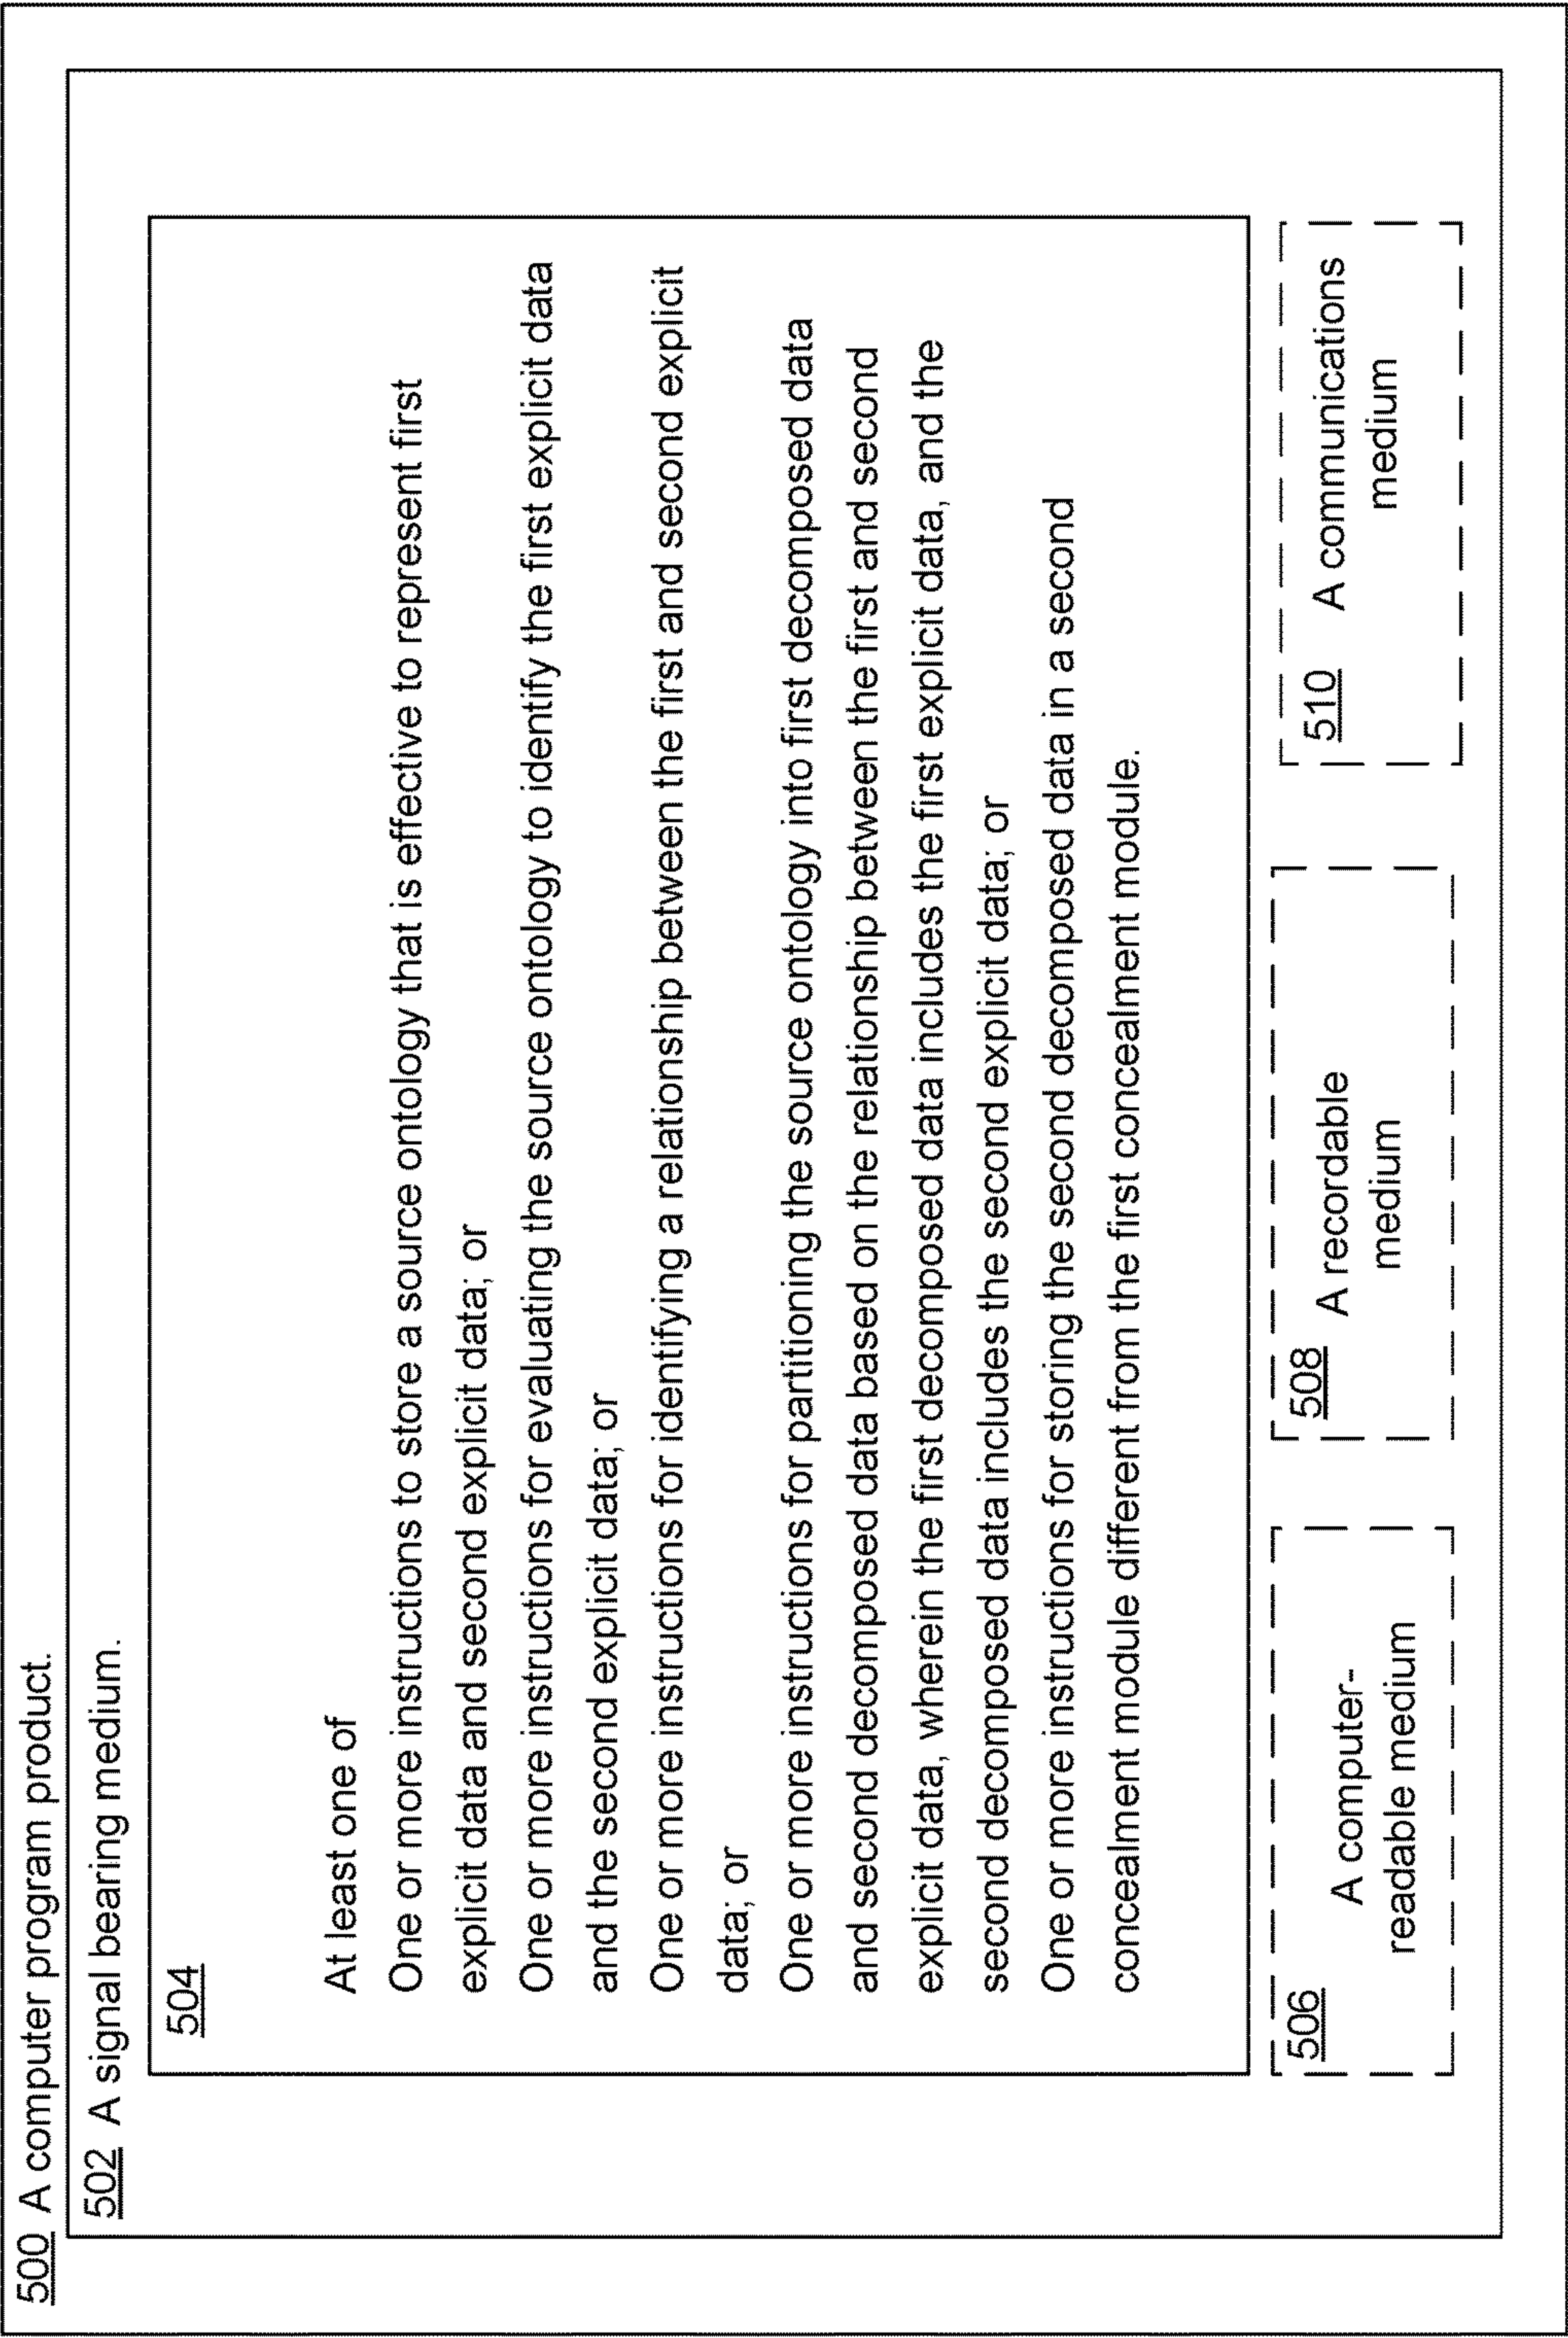 500 A computer program product.
502 A signal bearing medium.
504
At least one of
One or more instructions to store a source ontology that is effective to represent first
explicit data and second explicit data; or
One or more instructions for evaluating the source ontology to identify the first explicit data
and the second explicit data; or
One or more instructions for identifying a relationship between the first and second explicit
data; or
One or more instructions for partitioning the source ontology into first decomposed data
and second decomposed data based on the relationship between the first and second
explicit data, wherein the first decomposed data includes the first explicit data, and the
second decomposed data includes the second explicit data; or
One or more instructions for storing the second decomposed data in a second
concealment module different from the first concealment module.
506 A computer-
readable medium
508 A recordable
medium
510 A communications
medium